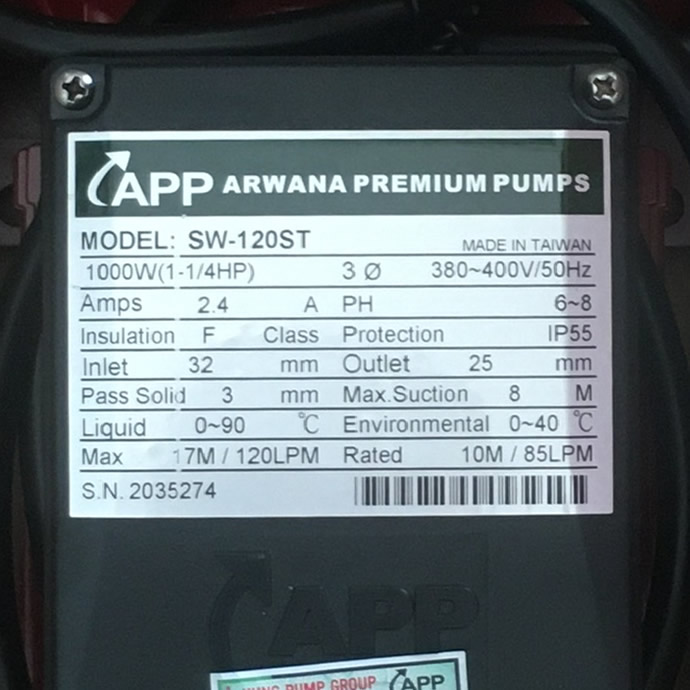 APP ARWANA PREMIUM PUMPS
MODEL: SW-120ST MADE IN TAIWAN
1000W(1-1/4HP) 3 Ø 380~400V/50Hz
Amps 2.4 A PH 6~8
Insulation F Class Protection IP55
Inlet 32 mm Outlet 25 mm
Pass Solid 3 mm Max.Suction 8 M
Liquid 0~90 ℃ Environmental 0~40 ℃
Max 17M / 120LPM Rated 10M / 85LPM
S.N. 2035274
APP
PUMP GROUP APP